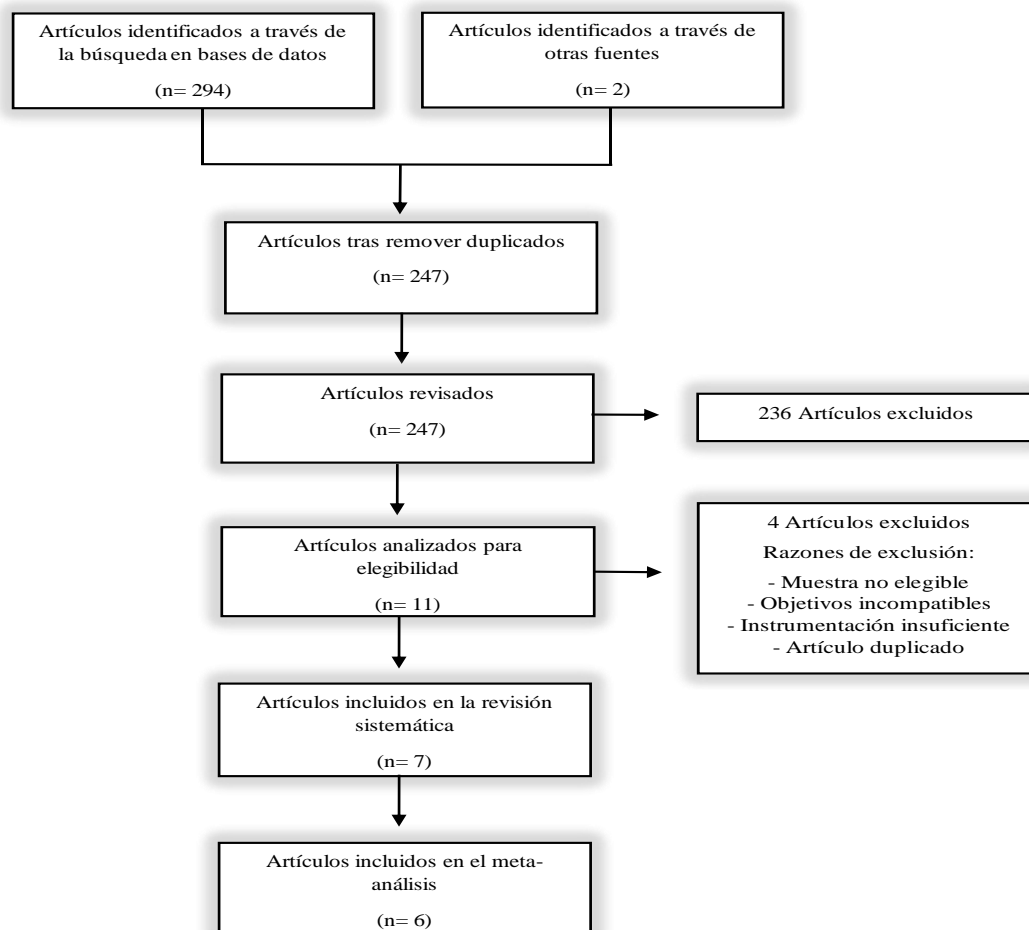 Artículos identificados a través de
la búsqueda en bases de datos
(n= 294)
Artículos identificados a través de
otras fuentes
(n= 2)
Artículos tras remover duplicados
(n= 247)
Artículos revisados
(n= 247)
236 Artículos excluidos
Artículos analizados para
elegibilidad
(n= 11)
4 Artículos excluidos
Razones de exclusión:
- Muestra no elegible
- Objetivos incompatibles
- Instrumentación insuficiente
- Artículo duplicado
Artículos incluidos en la revisión
sistemática
(n= 7)
Artículos incluidos en el meta-
análisis
(n= 6)